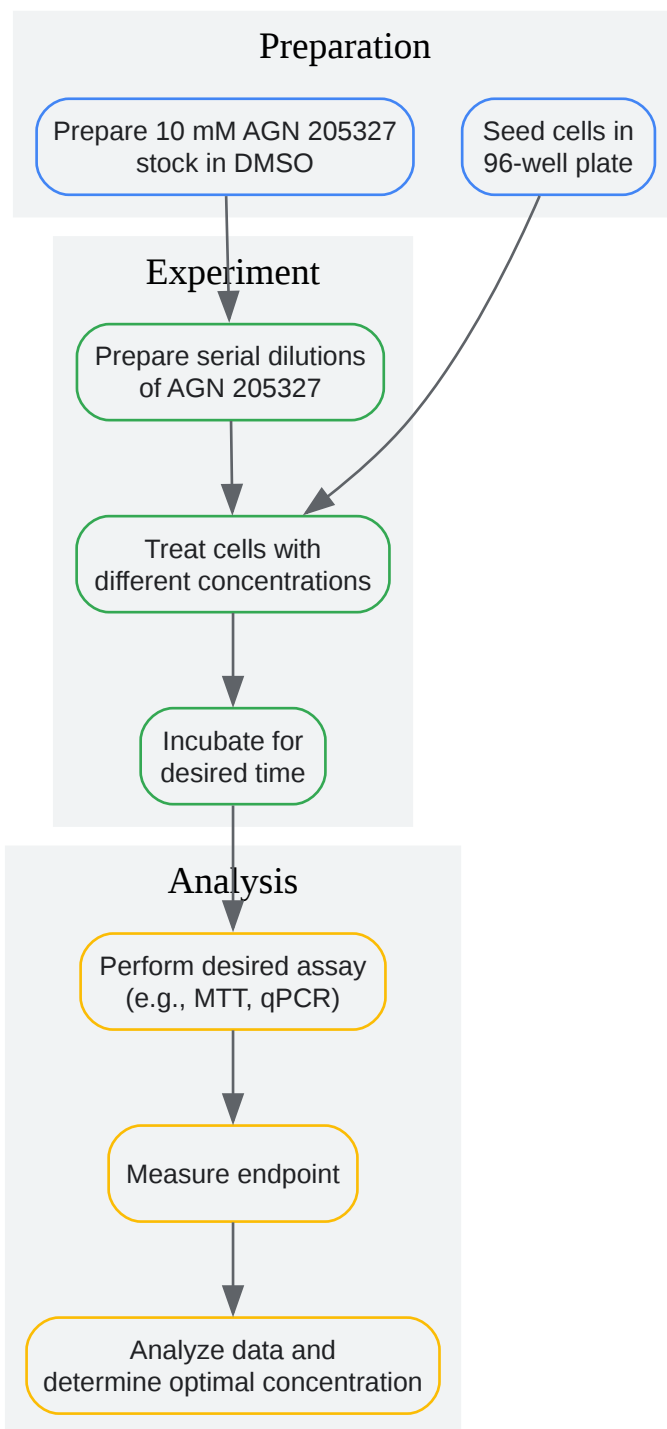 Preparation
Prepare 10 mM AGN 205327
stock in DMSO
Seed cells in
96-well plate
Experiment
Prepare serial dilutions
of AGN 205327
Treat cells with
different concentrations
Incubate for
desired time
Analysis
Perform desired assay
(e.g., MTT, qPCR)
Measure endpoint
Analyze data and
determine optimal concentration